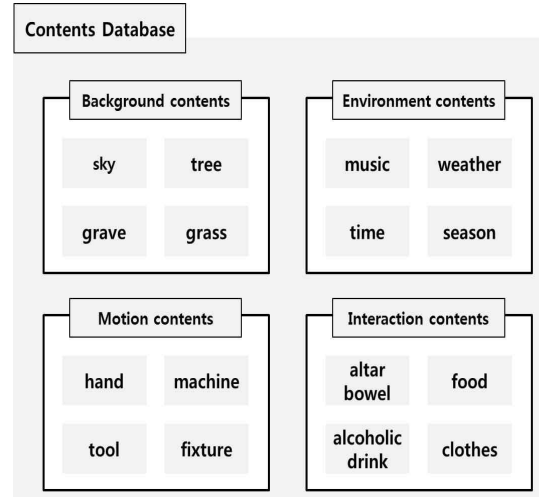 Contents Database
Background contents
sky
tree
grave
grass
Environment contents
music
weather
time
season
Motion contents
hand
machine
tool
fixture
Interaction contents
altar
bowel
food
alcoholic
drink
clothes